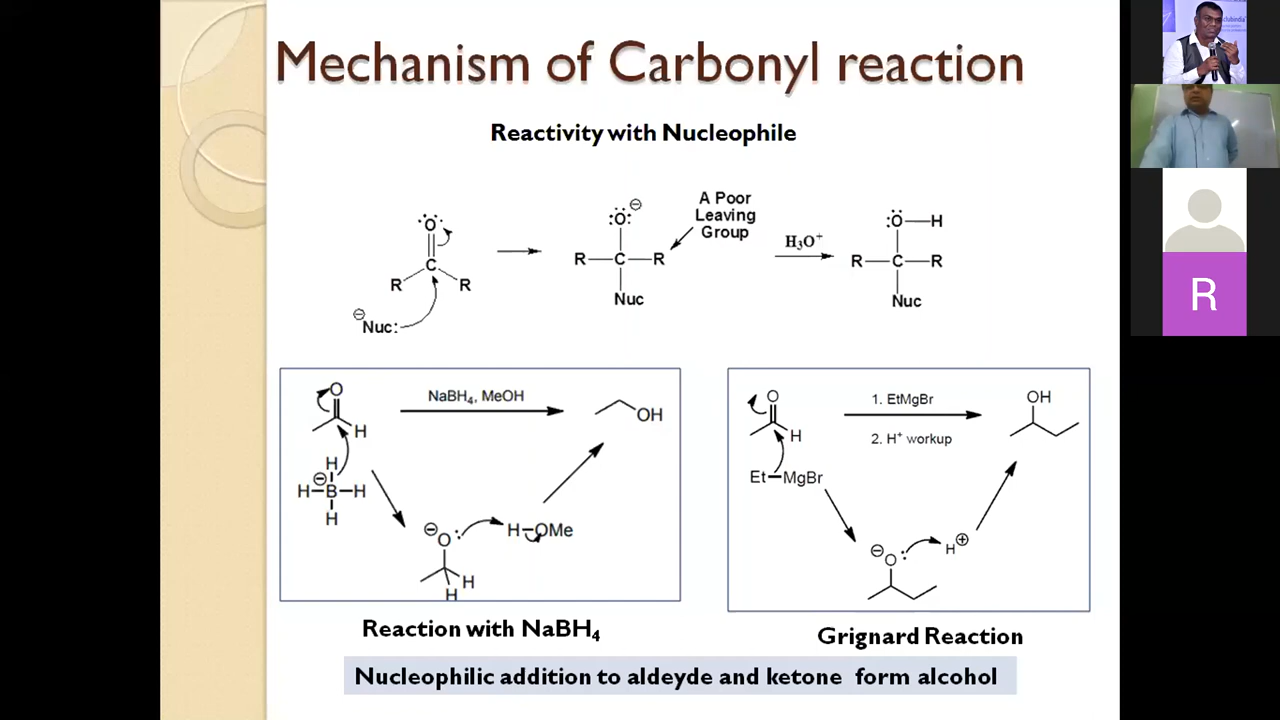 Mechanism of Carbonyl reaction
Reactivity with Nucleophile
:O:
C
R
R
⊖
Nuc:
⊖
:O:
R—C—R
Nuc
A Poor
Leaving
Group
H₃O⁺
:O—H
R—C—R
Nuc
O
H
NaBH₄, MeOH
OH
H
⊖
H—B—H
H
⊖
O:
H
H
H—OMe
Reaction with NaBH₄
O
H
1. EtMgBr
2. H⁺ workup
OH
Et—MgBr
⊖
O:
H⊕
Grignard Reaction
Nucleophilic addition to aldeyde and ketone form alcohol
clubindia
R